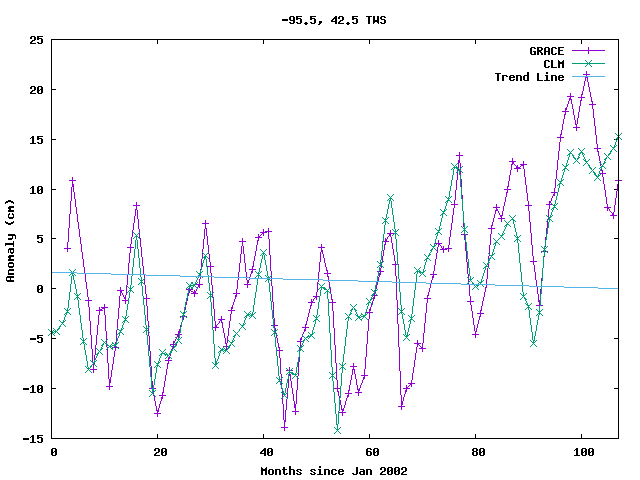 -95.5, 42.5 TWS
GRACE
CLM
Trend Line
25
20
15
10
5
0
-5
-10
-15
Anomaly (cm)
0 20 40 60 80 100
Months since Jan 2002